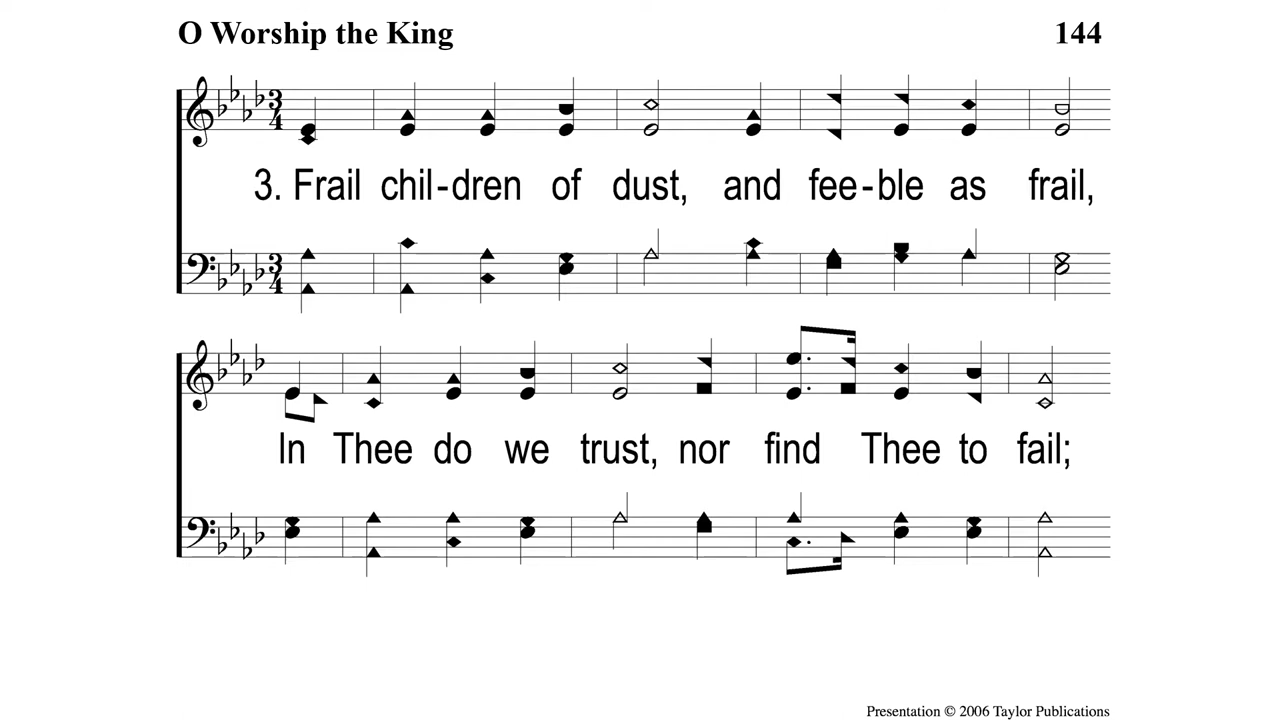 O Worship the King 144
3. Frail chil-dren of dust, and fee-ble as frail,
In Thee do we trust, nor find Thee to fail;
Presentation © 2006 Taylor Publications